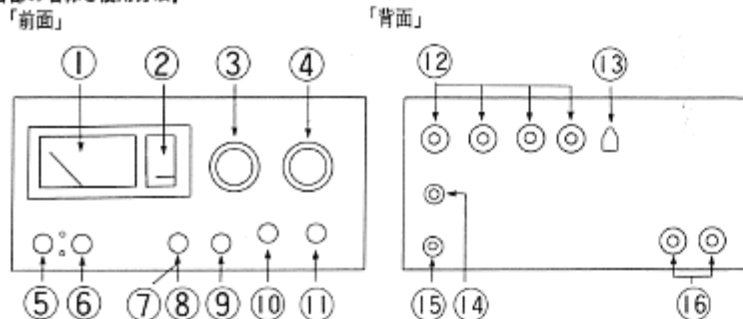 「前面」
「背面」
① ② ③ ④
⑫ ⑬
⑤ ⑥ ⑦ ⑧ ⑨ ⑩ ⑪
⑮ ⑭ ⑯